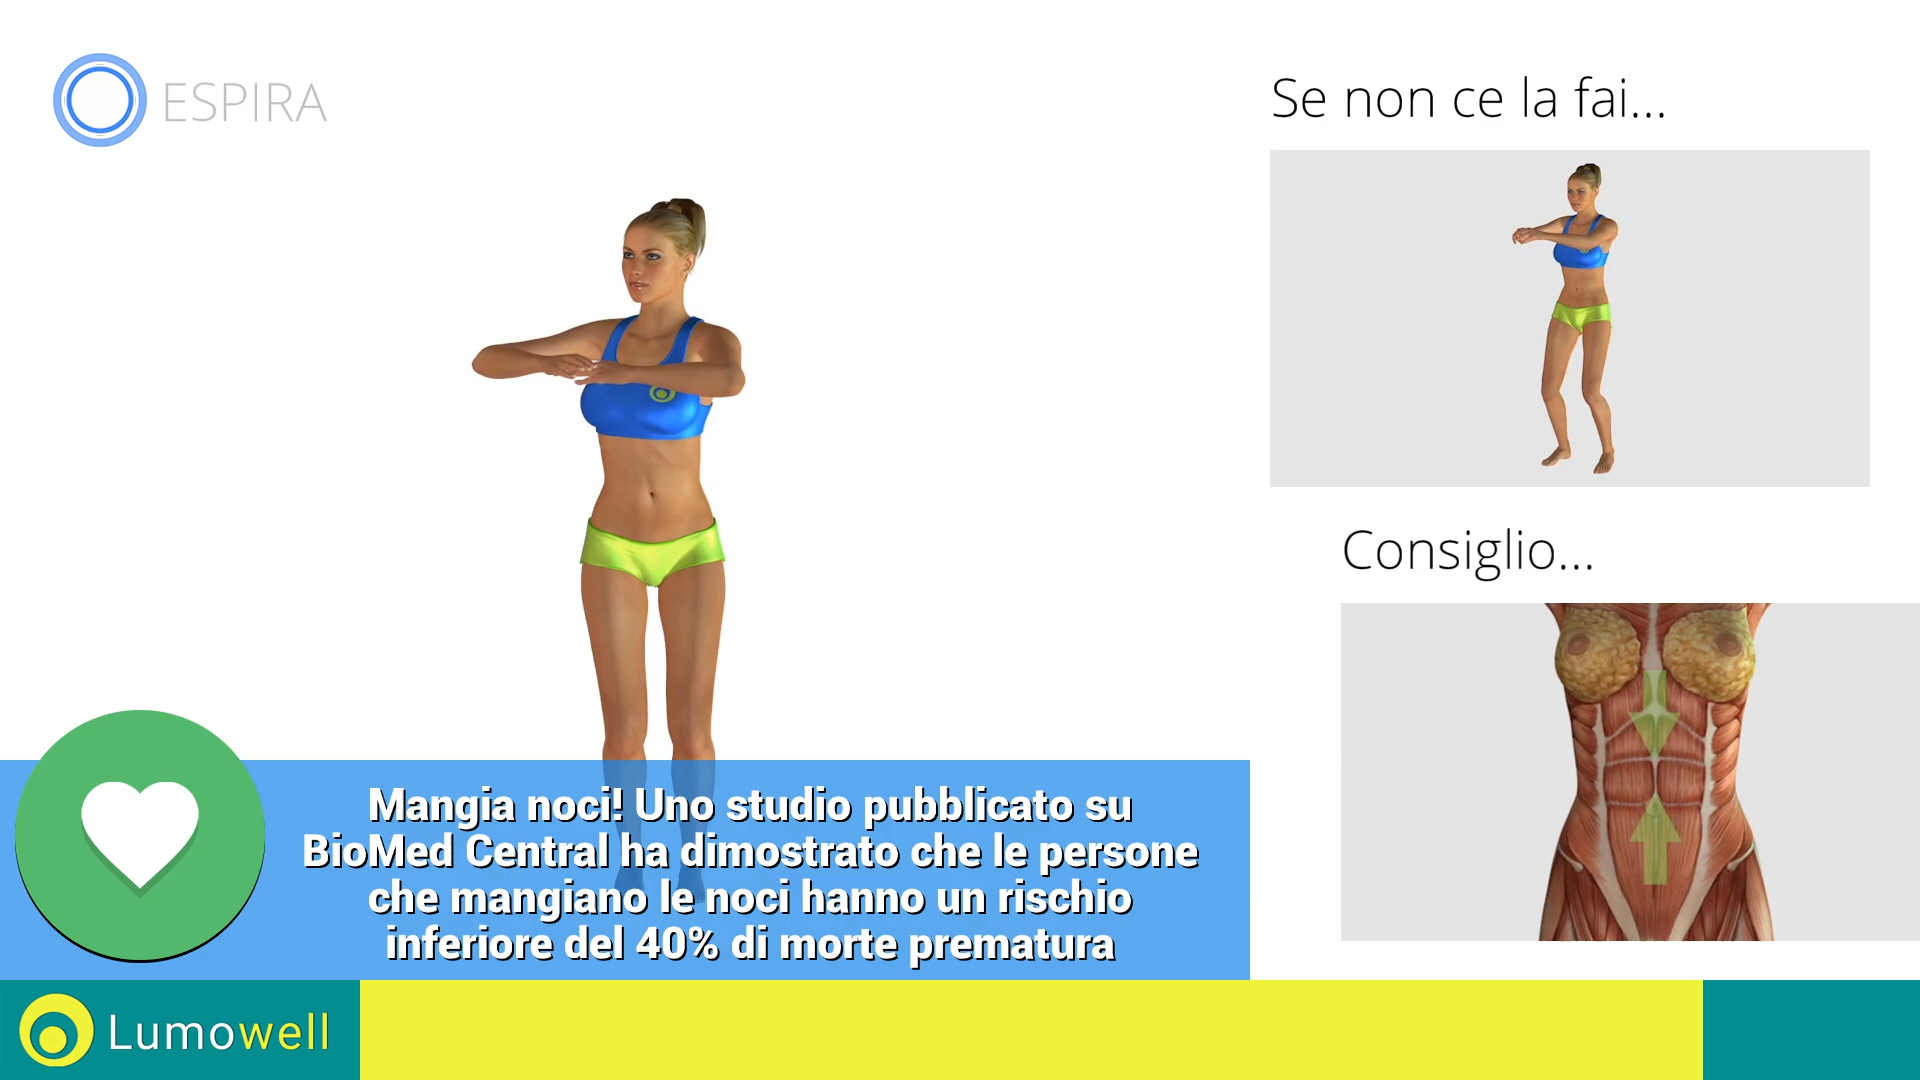 ESPIRA
Se non ce la fai...
Consiglio...
Mangia noci! Uno studio pubblicato su
BioMed Central ha dimostrato che le persone
che mangiano le noci hanno un rischio
inferiore del 40% di morte prematura
Lumowell